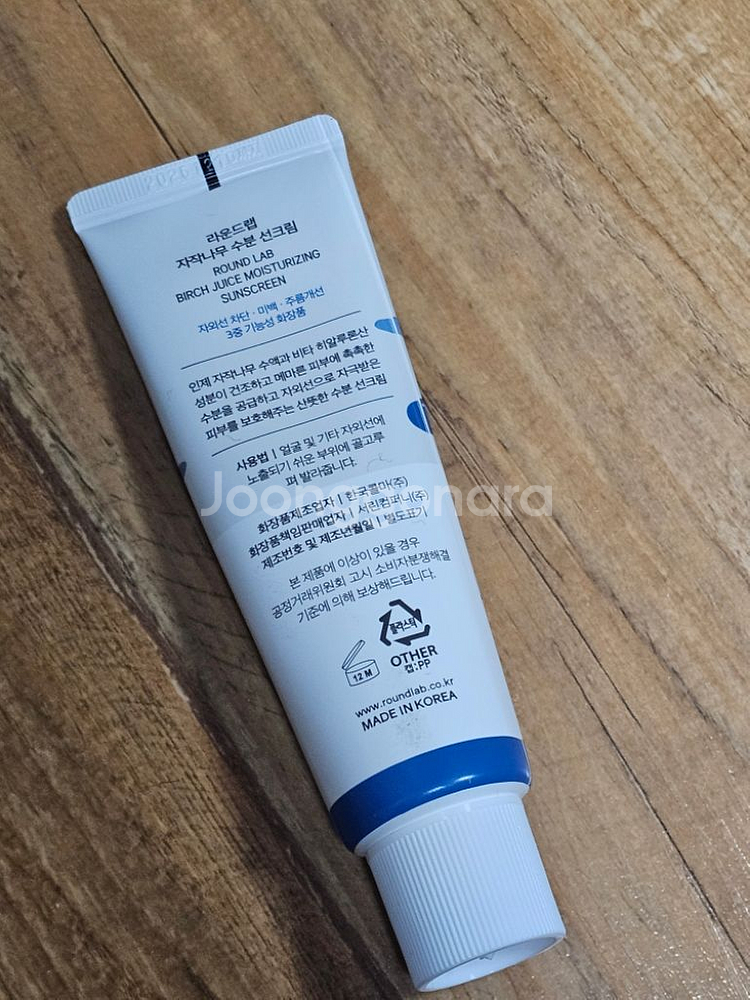 라운드랩
자작나무 수분 선크림
ROUND LAB
BIRCH JUICE MOISTURIZING
SUNSCREEN
자외선 차단 · 미백 · 주름개선
3중 기능성 화장품
인제 자작나무 수액과 비타 히알루론산
성분이 건조하고 메마른 피부에 촉촉한
수분을 공급하고 자외선으로 자극받은
피부를 보호해주는 산뜻한 수분 선크림
사용법 | 얼굴 및 기타 자외선에
노출되기 쉬운 부위에 골고루
펴 발라줍니다.
Joonggonara
화장품제조업자 | 한국콜마(주)
화장품책임판매업자 | 서린컴퍼니(주)
제조번호 및 제조년월일 | 별도표기
본 제품에 이상이 있을 경우
공정거래위원회 고시 소비자분쟁해결
기준에 의해 보상해드립니다.
플라스틱
OTHER
캡:PP
12 M
www.roundlab.co.kr
MADE IN KOREA